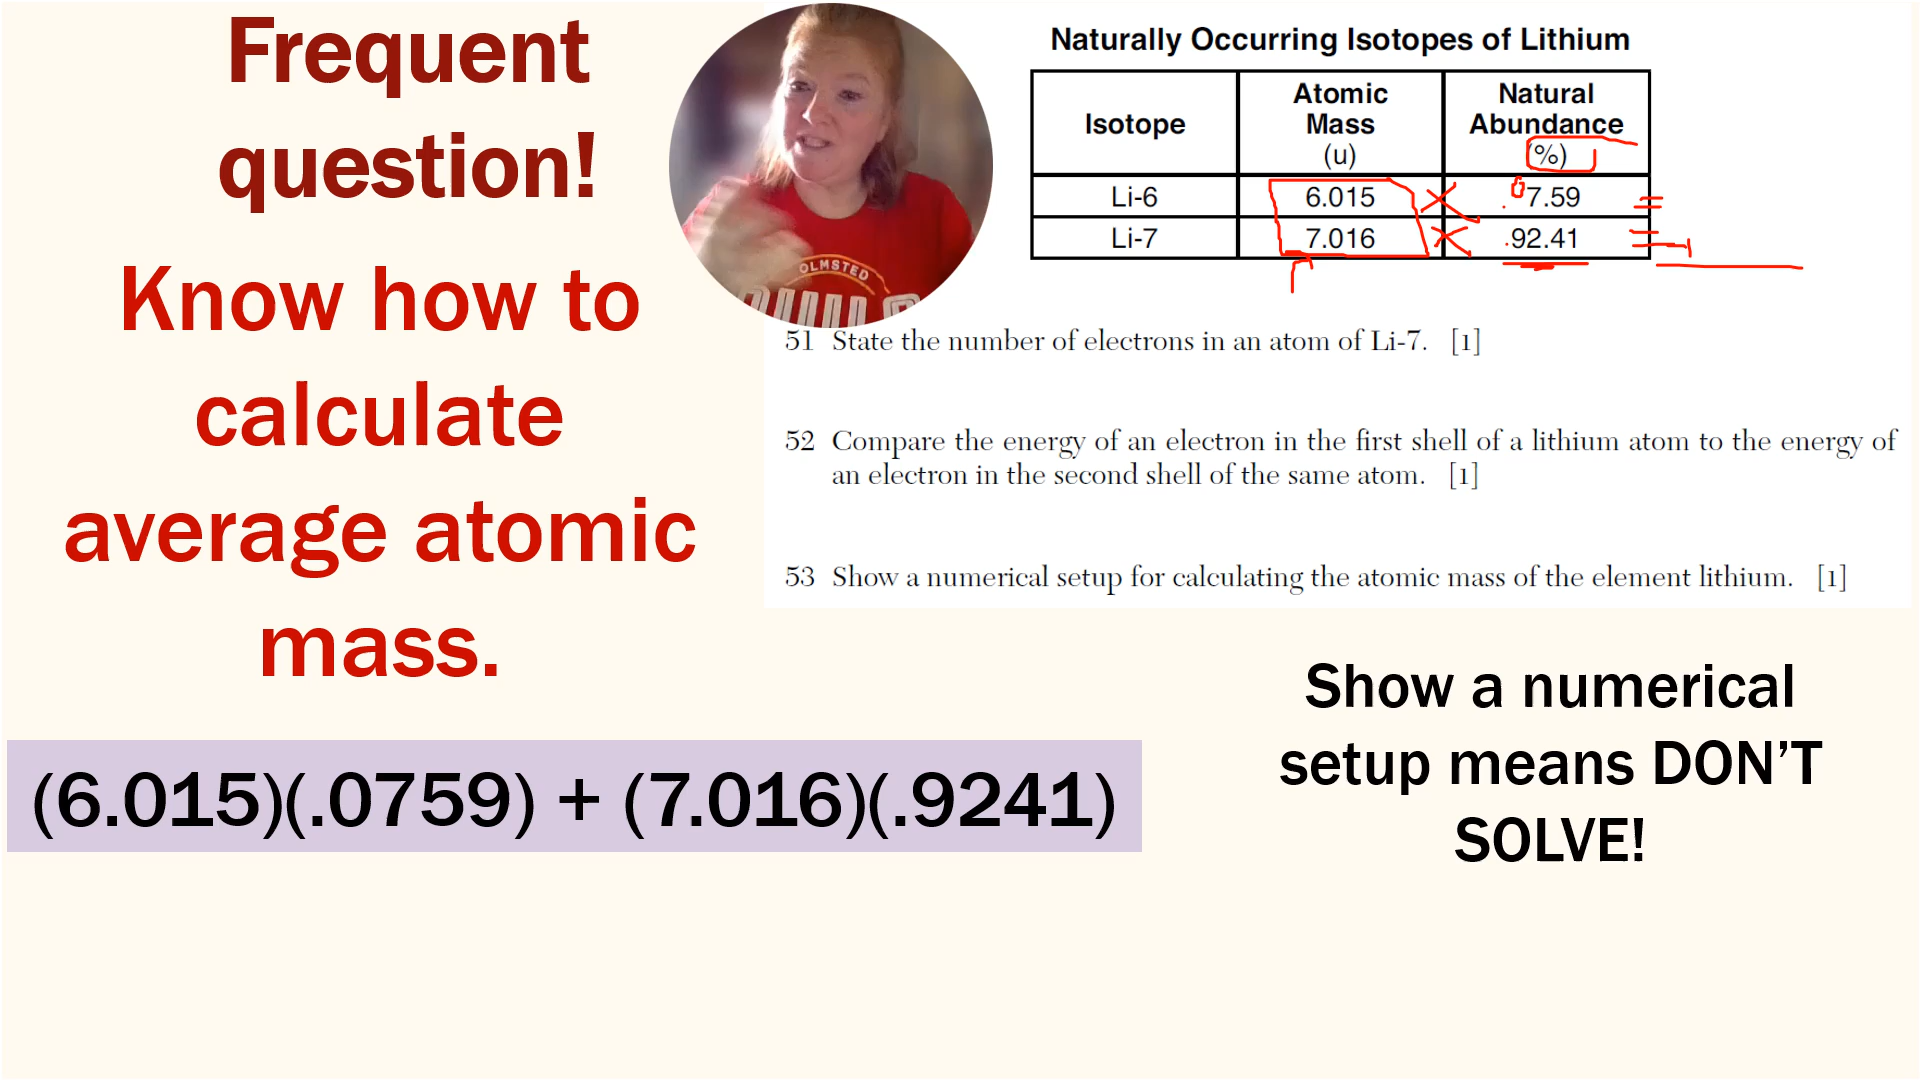 Frequent
question!
Know how to
calculate
average atomic
mass.
(6.015)(.0759) + (7.016)(.9241)
OLMSTED
Naturally Occurring Isotopes of Lithium
Isotope
Atomic
Mass
(u)
Natural
Abundance
(%)
Li-6 6.015 .07.59
Li-7 7.016 .92.41
51 State the number of electrons in an atom of Li-7. [1]
52 Compare the energy of an electron in the first shell of a lithium atom to the energy of
an electron in the second shell of the same atom. [1]
53 Show a numerical setup for calculating the atomic mass of the element lithium. [1]
Show a numerical
setup means DON’T
SOLVE!